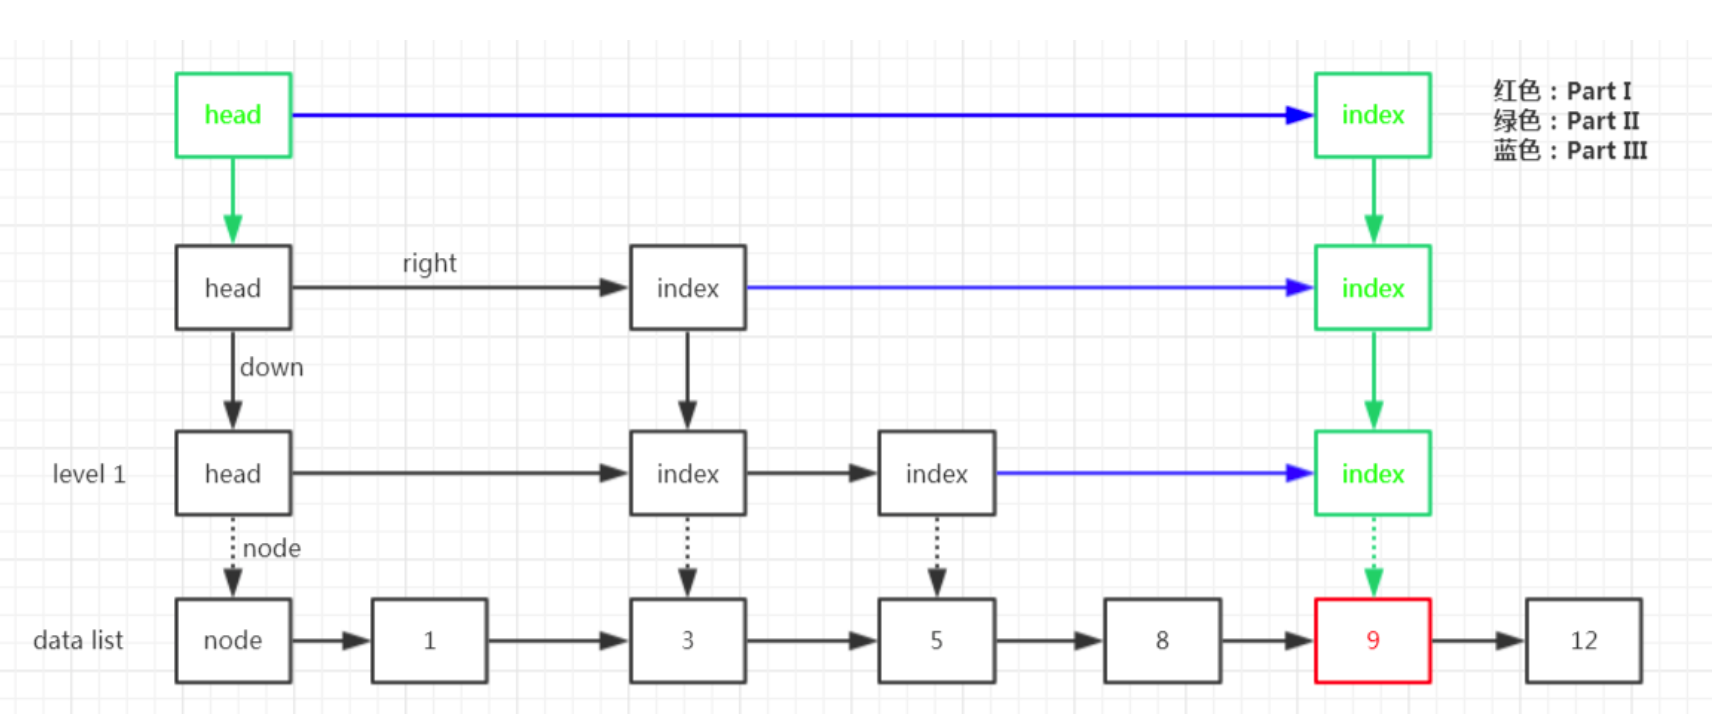 head
index
红色：Part I
绿色：Part II
蓝色：Part III
right
head
index
index
down
level 1
head
index
index
index
node
data list
node
1
3
5
8
9
12